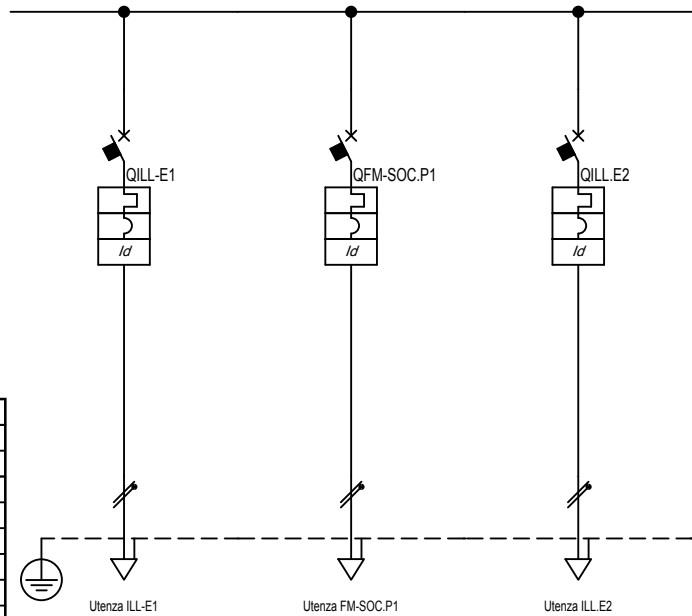 QILL-E1
QFM-SOC.P1
QILL.E2
Id
Id
Id
Utenza ILL-E1
Utenza FM-SOC.P1
Utenza ILL.E2